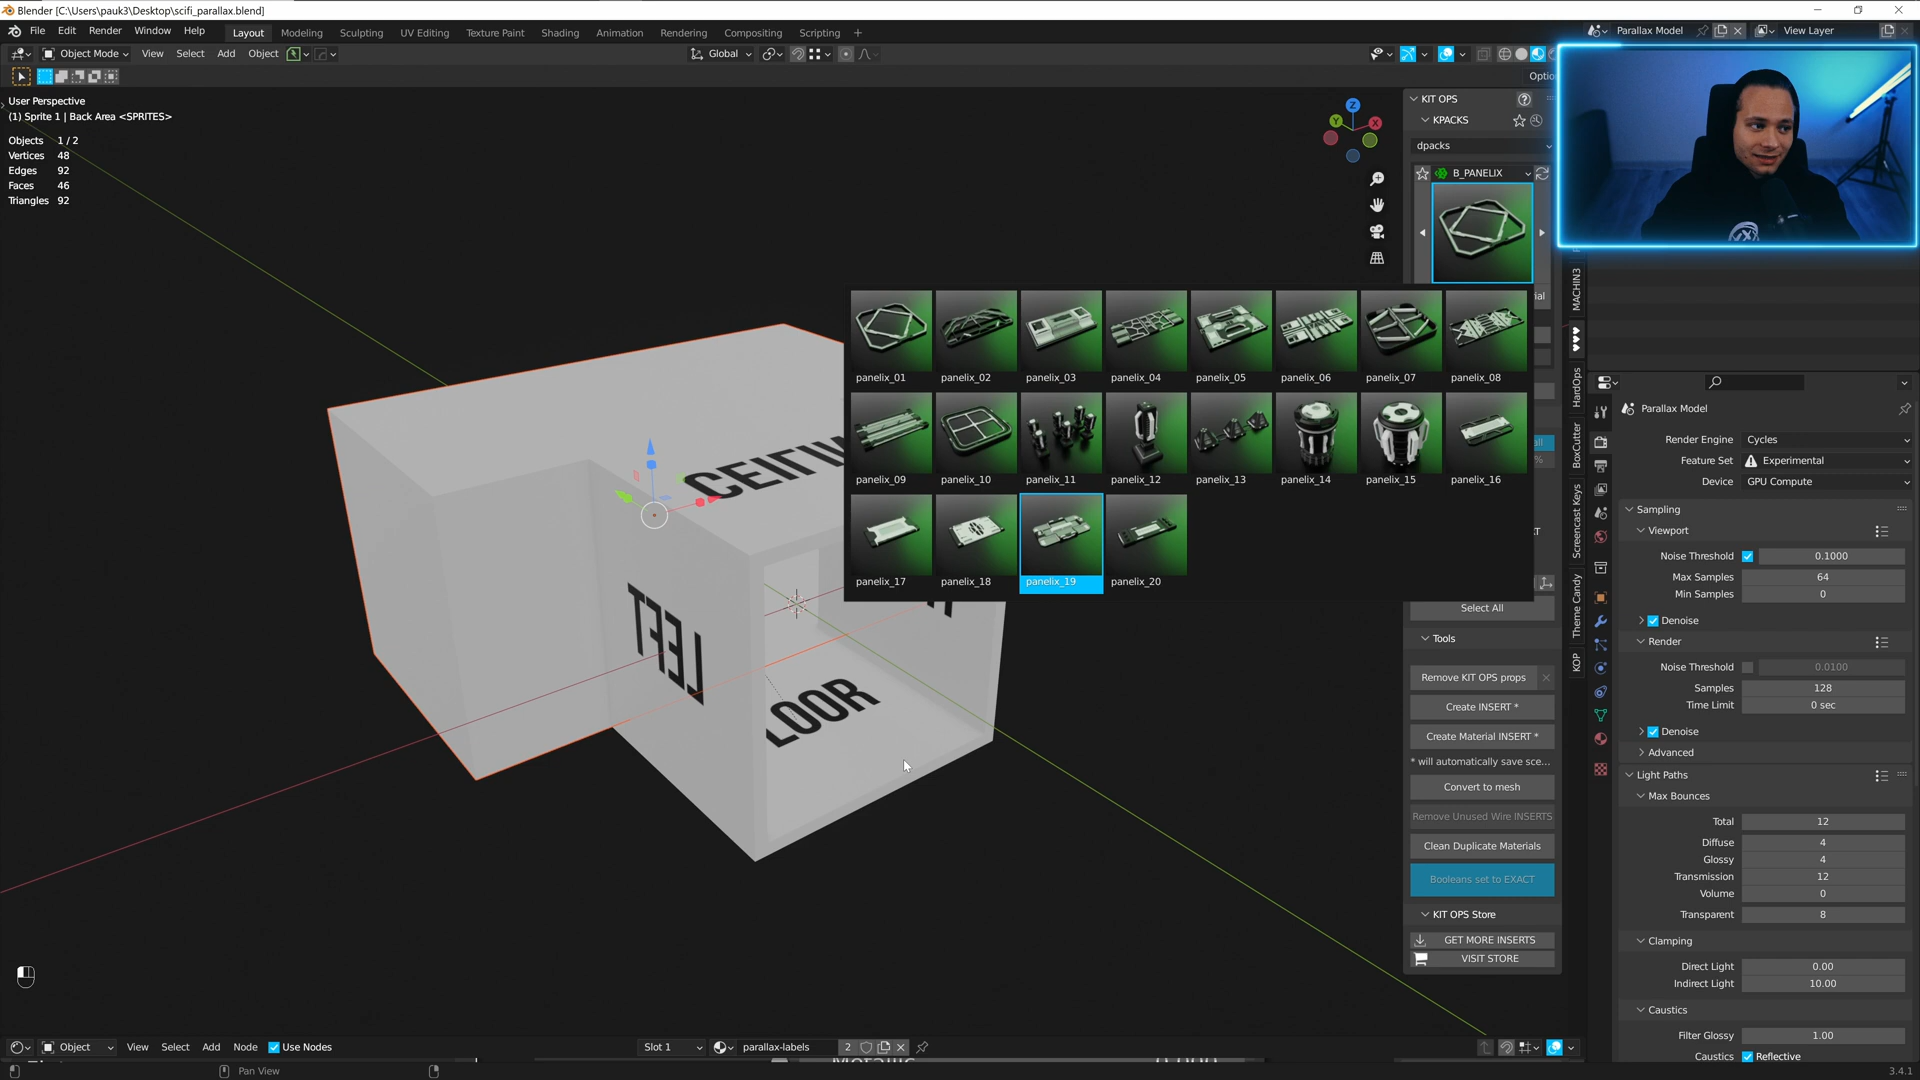 Blender [C:\Users\pauk3\Desktop\scifi_parallax.blend]
File Edit Render Window Help Layout Modeling Sculpting UV Editing Texture Paint Shading Animation Rendering Compositing Scripting + Parallax Model View Layer
Object Mode View Select Add Object Global
Optio
User Perspective
(1) Sprite 1 | Back Area <SPRITES>
Objects 1 / 2
Vertices 48
Edges 92
Faces 46
Triangles 92
Z
Y
X
KIT OPS
KPACKS
dpacks
B_PANELIX
ial
panelix_01 panelix_02 panelix_03 panelix_04 panelix_05 panelix_06 panelix_07 panelix_08
panelix_09 panelix_10 panelix_11 panelix_12 panelix_13 panelix_14 panelix_15 panelix_16
panelix_17 panelix_18 panelix_19 panelix_20
LEFT
LOOR
Select All
Tools
Remove KIT OPS props
Create INSERT *
Create Material INSERT *
* will automatically save sce...
Convert to mesh
Remove Unused Wire INSERTS
Clean Duplicate Materials
Booleans set to EXACT
KIT OPS Store
GET MORE INSERTS
VISIT STORE
MACHIN3
HardOps
BoxCutter
Screencast Keys
Theme Candy
KOP
Parallax Model
Render Engine Cycles
Feature Set Experimental
Device GPU Compute
Sampling
Viewport
Noise Threshold 0.1000
Max Samples 64
Min Samples 0
Denoise
Render
Noise Threshold 0.0100
Samples 128
Time Limit 0 sec
Denoise
Advanced
Light Paths
Max Bounces
Total 12
Diffuse 4
Glossy 4
Transmission 12
Volume 0
Transparent 8
Clamping
Direct Light 0.00
Indirect Light 10.00
Caustics
Filter Glossy 1.00
Caustics Reflective
Object View Select Add Node Use Nodes Slot 1 parallax-labels 2
Pan View
3.4.1